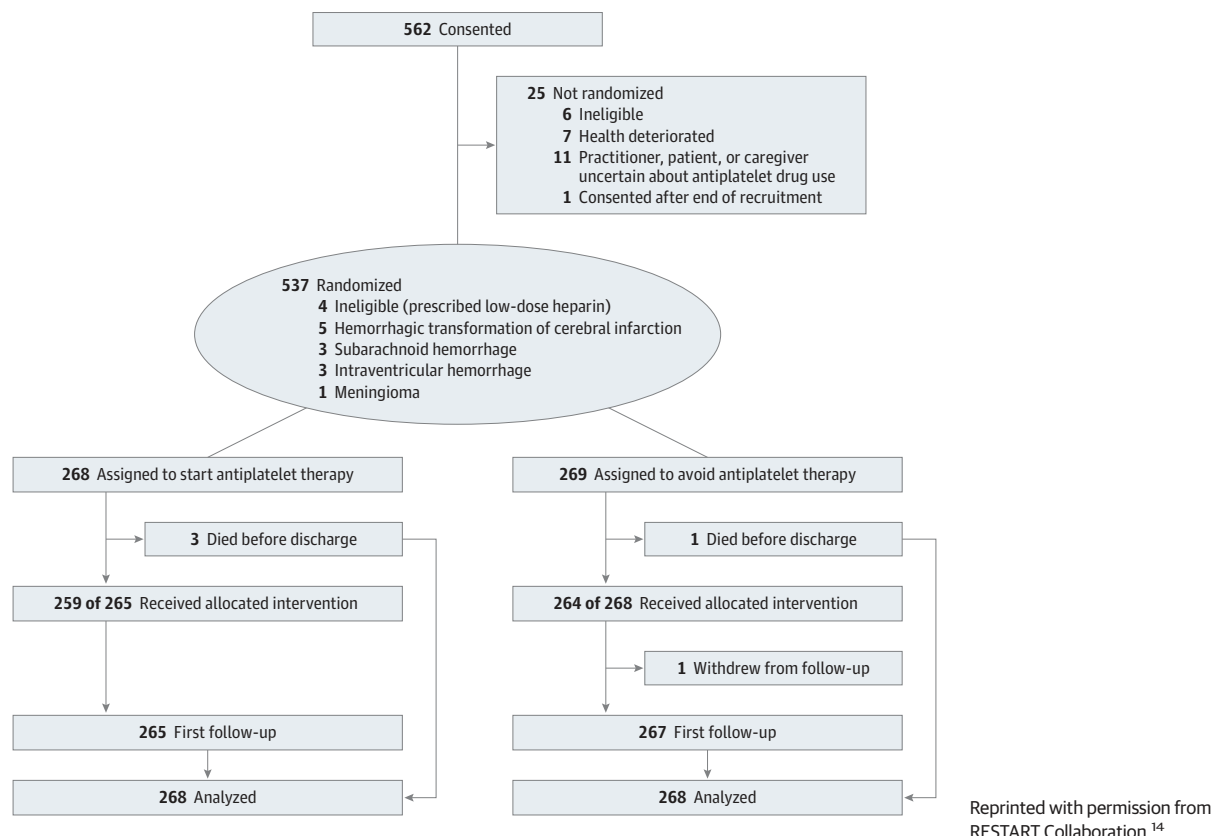 562 Consented
25 Not randomized
6 Ineligible
7 Health deteriorated
11 Practitioner, patient, or caregiver
uncertain about antiplatelet drug use
1 Consented after end of recruitment
537 Randomized
4 Ineligible (prescribed low-dose heparin)
5 Hemorrhagic transformation of cerebral infarction
3 Subarachnoid hemorrhage
3 Intraventricular hemorrhage
1 Meningioma
268 Assigned to start antiplatelet therapy
3 Died before discharge
259 of 265 Received allocated intervention
265 First follow-up
268 Analyzed
269 Assigned to avoid antiplatelet therapy
1 Died before discharge
264 of 268 Received allocated intervention
1 Withdrew from follow-up
267 First follow-up
268 Analyzed
Reprinted with permission from
RESTART Collaboration.14